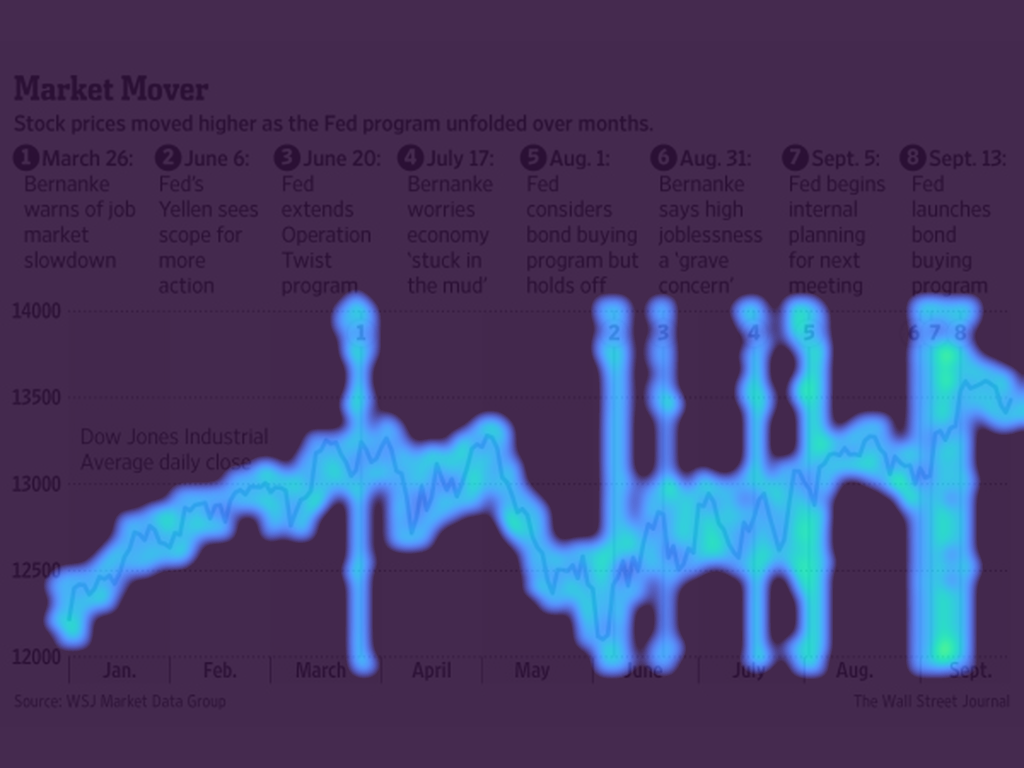 Market Mover
Stock prices moved higher as the Fed program unfolded over months.
1 March 26:
Bernanke
warns of job
market
slowdown
2 June 6:
Fed's
Yellen sees
scope for
more
action
3 June 20:
Fed
extends
Operation
Twist
program
4 July 17:
Bernanke
worries
economy
'stuck in
the mud'
5 Aug. 1:
Fed
considers
bond buying
program but
holds off
6 Aug. 31:
Bernanke
says high
joblessness
a 'grave
concern'
7 Sept. 5:
Fed begins
internal
planning
for next
meeting
8 Sept. 13:
Fed
launches
bond
buying
program
14000
1 2 3 4 5 6 7 8
13500
Dow Jones Industrial
Average daily close
13000
12500
12000
Jan. Feb. March April May June July Aug. Sept.
Source: WSJ Market Data Group
The Wall Street Journal